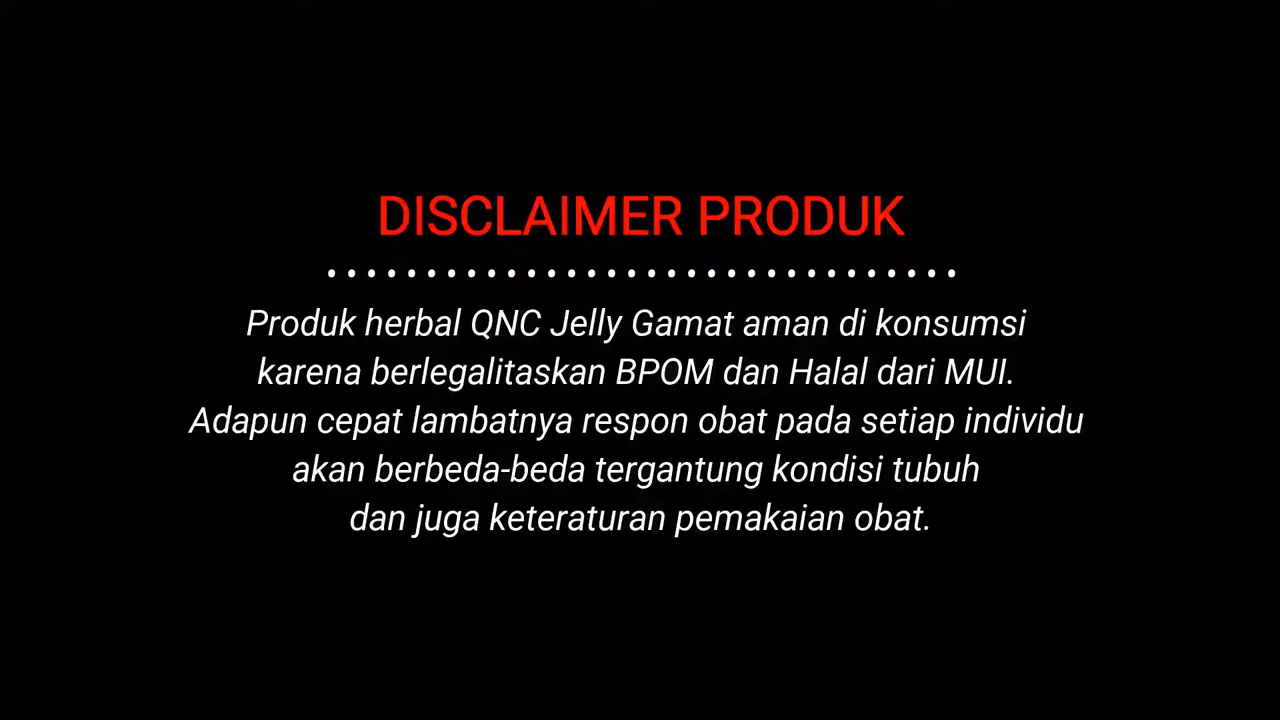 DISCLAIMER PRODUK
Produk herbal QNC Jelly Gamat aman di konsumsi
karena berlegalitaskan BPOM dan Halal dari MUI.
Adapun cepat lambatnya respon obat pada setiap individu
akan berbeda-beda tergantung kondisi tubuh
dan juga keteraturan pemakaian obat.